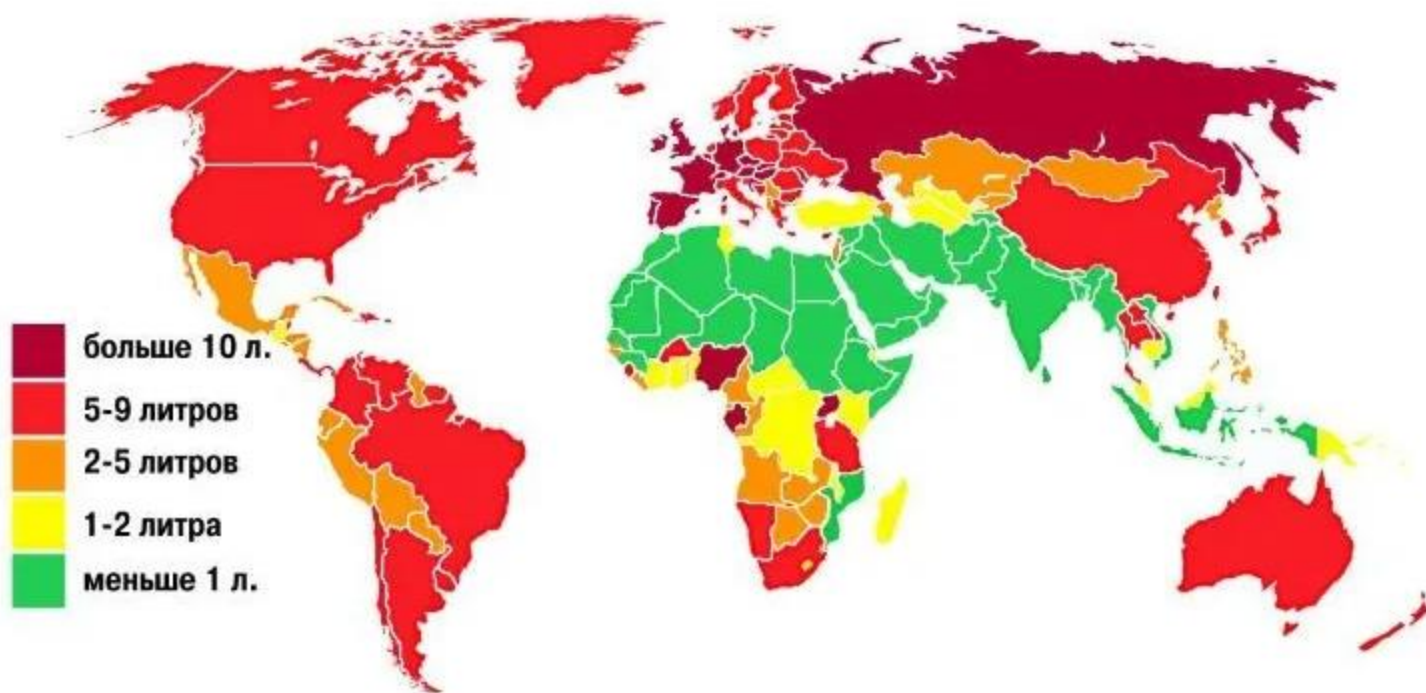 больше 10 л.
5-9 литров
2-5 литров
1-2 литра
меньше 1 л.